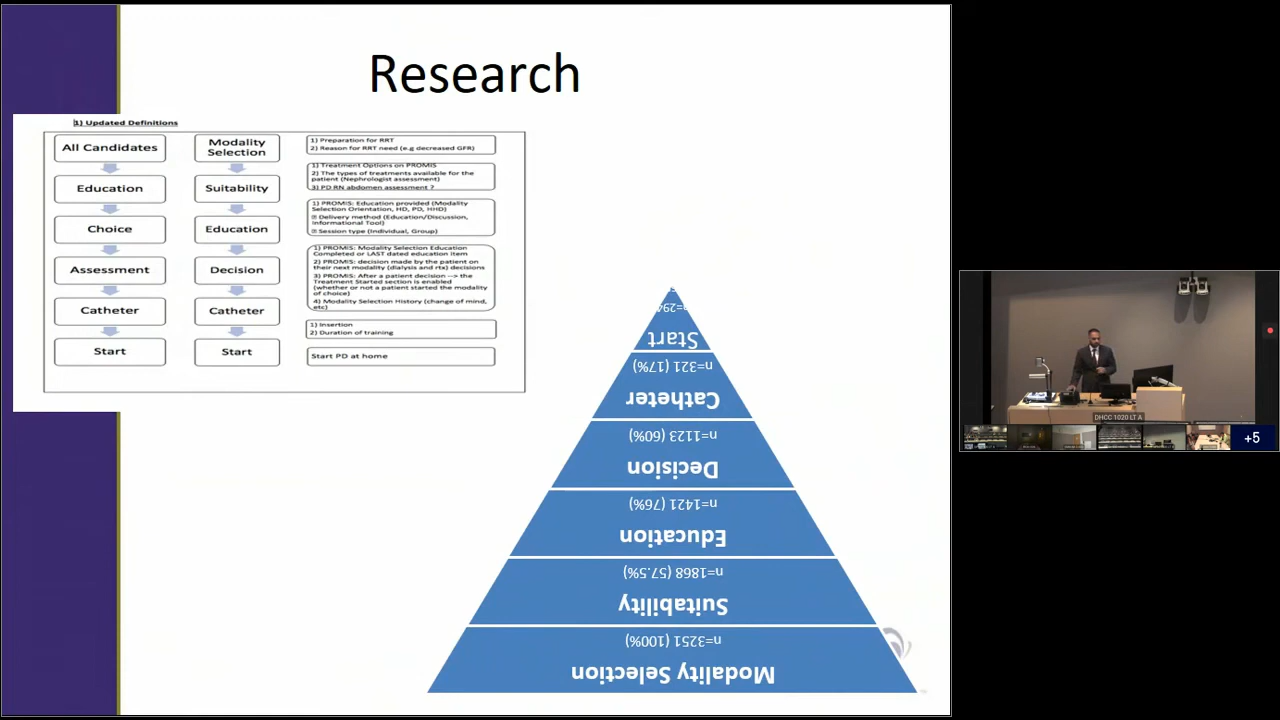 Research
1) Updated Definitions
All Candidates
Education
Choice
Assessment
Catheter
Start
Modality
Selection
Suitability
Education
Decision
Catheter
Start
1) Preparation for RRT
2) Reason for RRT need (e.g decreased GFR)
1) Treatment Options on PROMIS
2) The types of treatments available for the
patient (Nephrologist assessment)
3) PD RN abdomen assessment ?
1) PROMIS: Education provided (Modality
Selection Orientation, HD, PD, HHD)
Delivery method (Education/Discussion,
Informational Tool)
Session type (Individual, Group)
1) PROMIS: Modality Selection Education
Completed or LAST dated education item
2) PROMIS: decision made by the patient on
their next modality (dialysis and rtx) decisions
3) PROMIS: After a patient decision --> the
Treatment Started section is enabled
(whether or not a patient started the modality
of choice)
4) Modality Selection History (change of mind,
etc)
1) Insertion
2) Duration of training
Start PD at home
n=294
Start
n=321 (17%)
Catheter
n=1123 (60%)
Decision
n=1421 (76%)
Education
n=1868 (57.5%)
Suitability
n=3251 (100%)
Modality Selection
DHCC 1020 LT A
+5